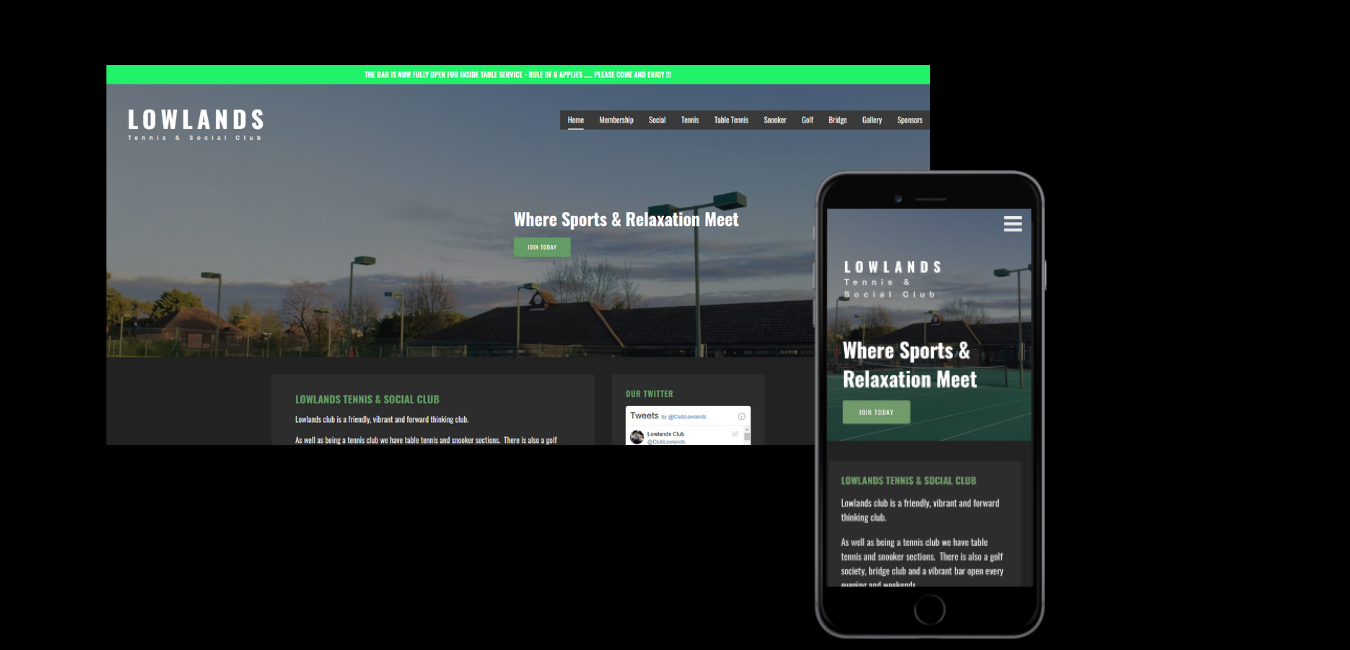 THE BAR IS NOW FULLY OPEN FOR INSIDE TABLE SERVICE - RULE OF 6 APPLIES ..... PLEASE COME AND ENJOY !!!
LOWLANDS
Tennis & Social Club
Home Membership Social Tennis Table Tennis Snooker Golf Bridge Gallery Sponsors
Where Sports & Relaxation Meet
JOIN TODAY
LOWLANDS TENNIS & SOCIAL CLUB
Lowlands club is a friendly, vibrant and forward thinking club.
As well as being a tennis club we have table tennis and snooker sections. There is also a golf
OUR TWITTER
Tweets by @ClubLowlands
Lowlands Club
@ClubLowlands
LOWLANDS
Tennis &
Social Club
Where Sports &
Relaxation Meet
JOIN TODAY
LOWLANDS TENNIS & SOCIAL CLUB
Lowlands club is a friendly, vibrant and forward
thinking club.
As well as being a tennis club we have table
tennis and snooker sections. There is also a golf
society, bridge club and a vibrant bar open every
evening and weekends